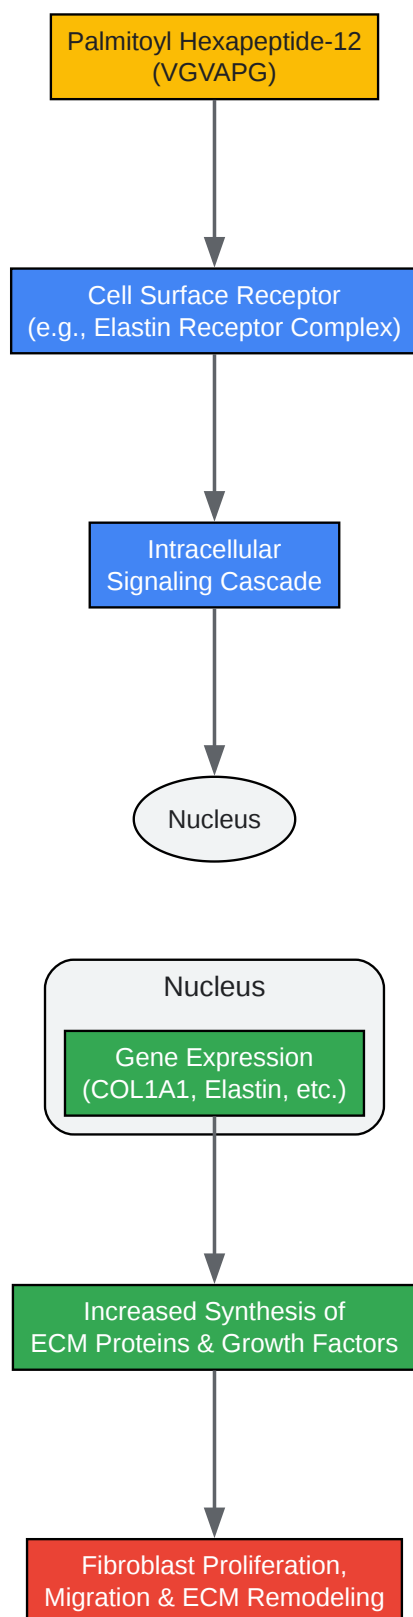 Palmitoyl Hexapeptide-12
(VGVAPG)
Cell Surface Receptor
(e.g., Elastin Receptor Complex)
Intracellular
Signaling Cascade
Nucleus
Nucleus
Gene Expression
(COL1A1, Elastin, etc.)
Increased Synthesis of
ECM Proteins & Growth Factors
Fibroblast Proliferation,
Migration & ECM Remodeling